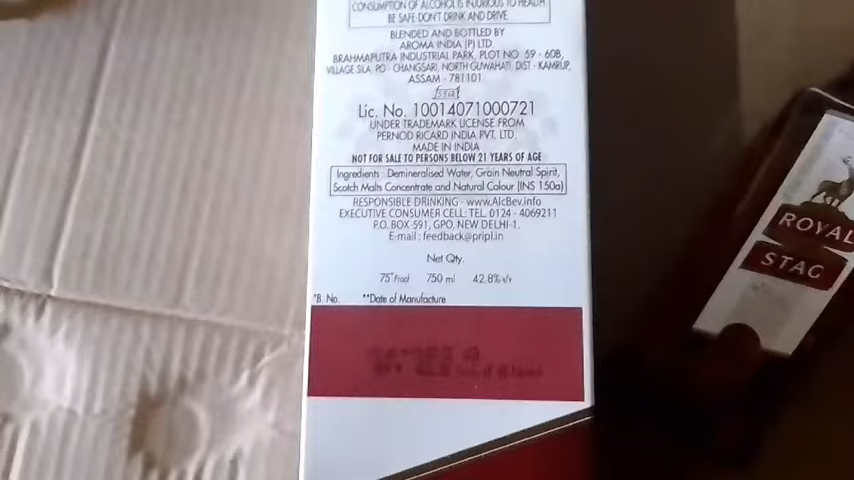 CONSUMPTION OF ALCOHOL IS INJURIOUS TO HEALTH
BE SAFE-DON'T DRINK AND DRIVE.
BLENDED AND BOTTLED BY
AROMA INDIA (P) LTD.
BRAHMAPUTRA INDUSTRIAL PARK, PLOT NO 59 - 60B,
VILLAGE SILA, PO - CHANGSARI, NORTH GUWAHATI, DIST - KAMRUP,
ASSAM - 781101
fssai
Lic. No. 10014071000721
UNDER TRADEMARK LICENSE FROM
PERNOD RICARD INDIA PVT. LTD.
MADE IN INDIA
NOT FOR SALE TO PERSONS BELOW 21 YEARS OF AGE
Ingredients : Demineralised Water, Grain Neutral Spirit,
Scotch Malts Concentrate and Natural Colour (INS 150a)
RESPONSIBLE DRINKING - www.AlcBev.info
EXECUTIVE CONSUMER CELL: TEL. 0124 - 4069211
P.O. BOX-591, GPO, NEW DELHI-1.
E-mail : feedback@pripl.in
Net Qty.
75° Proof 750 ml 42.8% v/v
*B. No. **Date of Manufacture
ROYAL
STAG